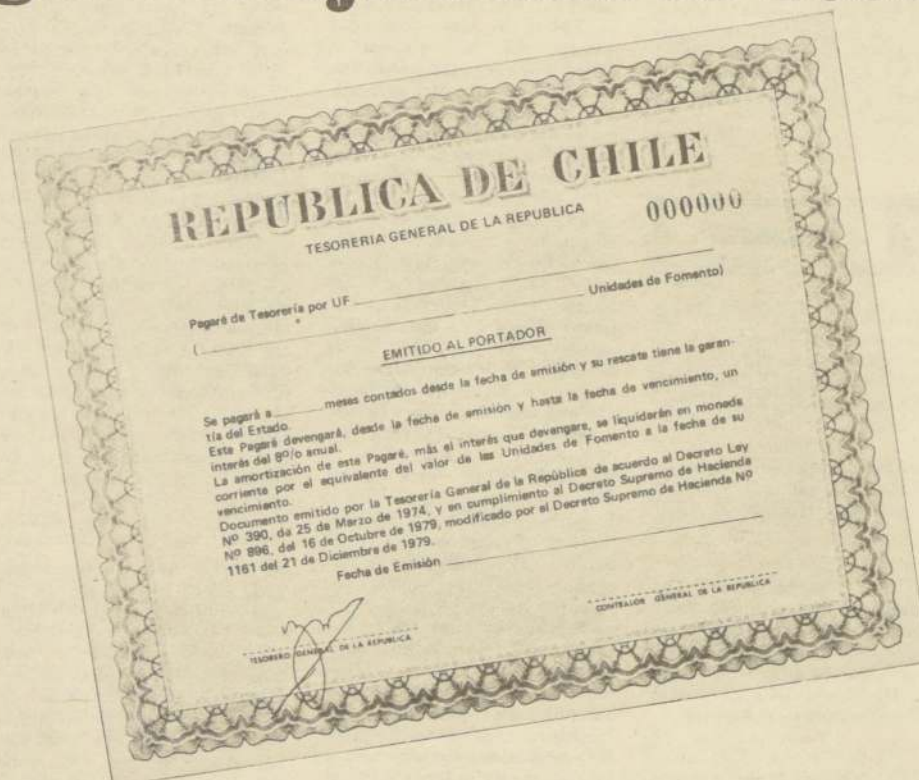 REPUBLICA DE CHILE
TESORERIA GENERAL DE LA REPUBLICA
000000
Pagaré de Tesorería por UF
( Unidades de Fomento)
EMITIDO AL PORTADOR
Se pagará a meses contados desde la fecha de emisión y su rescate tiene la garan-
tía del Estado.
Este Pagaré devengará, desde la fecha de emisión y hasta la fecha de vencimiento, un
interés del 8º/o anual.
La amortización de este Pagaré, más el interés que devengare, se liquidarán en moneda
corriente por el equivalente del valor de las Unidades de Fomento a la fecha de su
vencimiento.
Documento emitido por la Tesorería General de la República de acuerdo al Decreto Ley
Nº 390, da 25 de Marzo de 1974, y en cumplimiento al Decreto Supremo de Hacienda
Nº 896, del 16 de Octubre de 1979, modificado por el Decreto Supremo de Hacienda Nº
1161 del 21 de Diciembre de 1979.
Fecha de Emisión
TESORERO GENERAL DE LA REPUBLICA
CONTRALOR GENERAL DE LA REPUBLICA